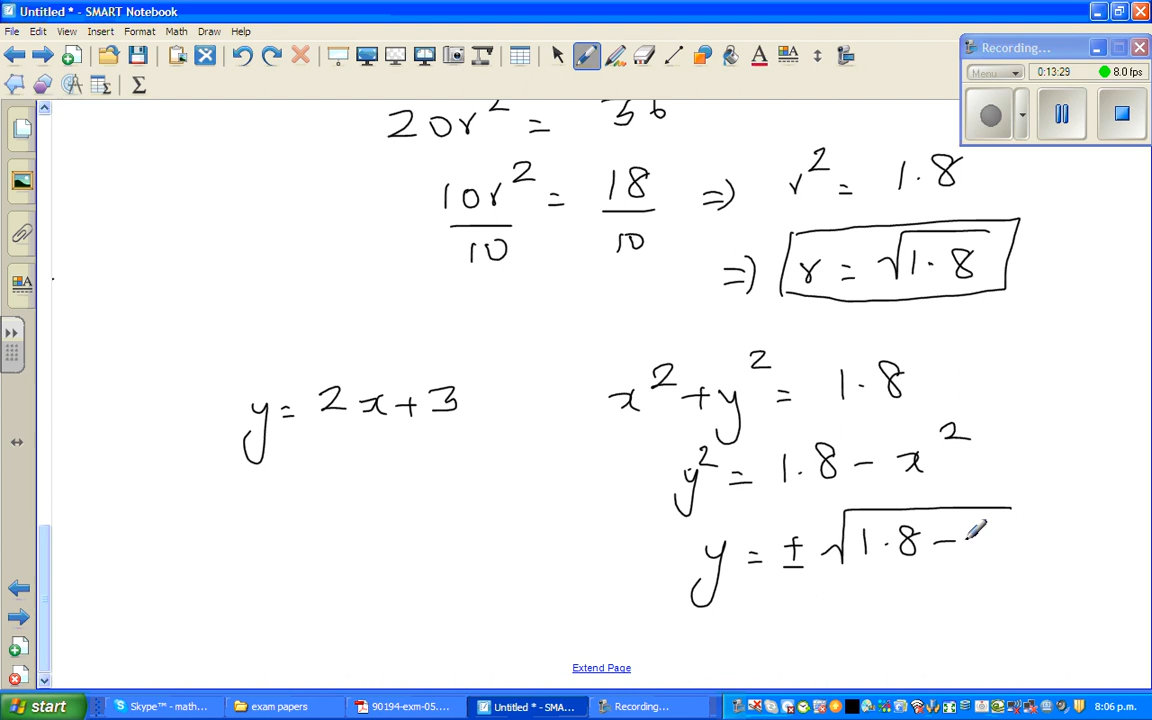 Untitled * - SMART Notebook
File Edit View Insert Format Math Draw Help
Recording...
Menu 0:13:29 8.0 fps
20r² = 36
10r²/10 = 18/10 => r² = 1.8
=> r = √1.8
y = 2x+3
x²+y² = 1.8
y² = 1.8 - x²
y = ± √1.8 -
Extend Page
start Skype™ - math... exam papers 90194-exm-05.... Untitled * - SMA... Recording... 8:06 p.m.